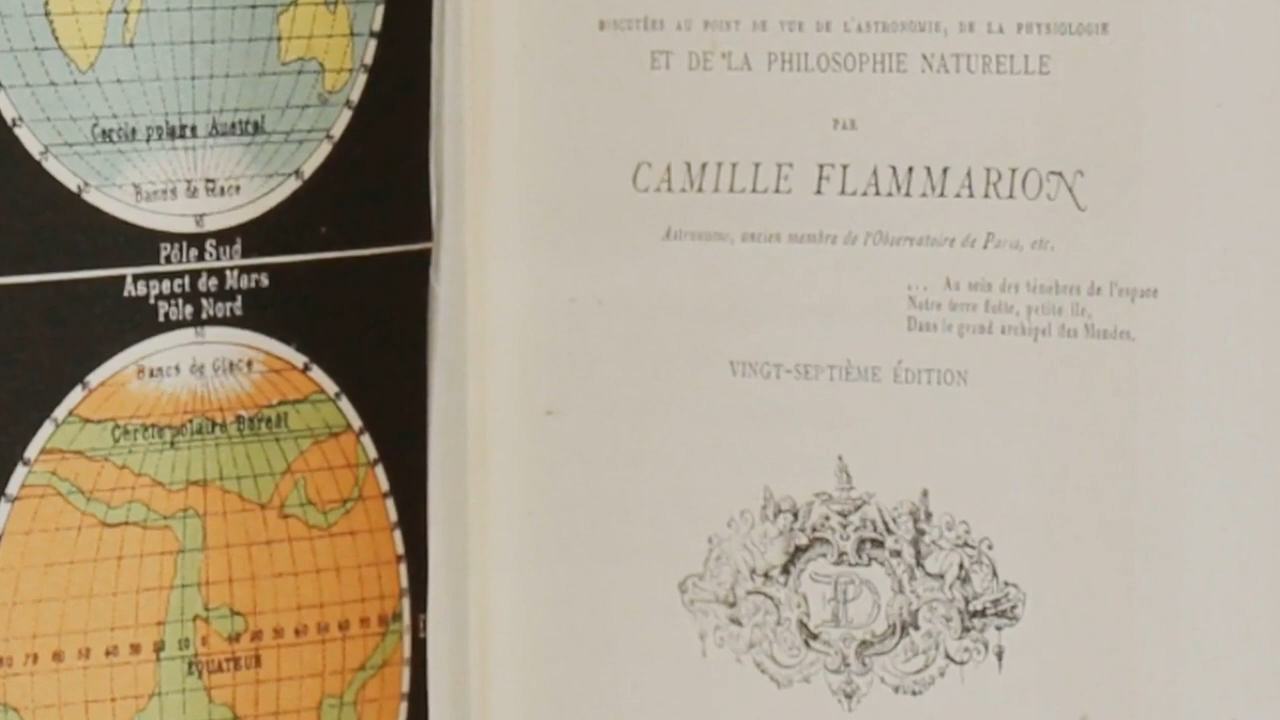 Cercle polaire Austral
Bancs de Glace
Pôle Sud
Aspect de Mars
Pôle Nord
Bancs de Glace
Cercle polaire Boréal
ÉQUATEUR
DISCUTÉES AU POINT DE VUE DE L'ASTRONOMIE, DE LA PHYSIOLOGIE
ET DE LA PHILOSOPHIE NATURELLE
PAR
CAMILLE FLAMMARION
Astronome, ancien membre de l'Observatoire de Paris, etc.
... Au sein des ténèbres de l'espace
Notre terre flotte, petite île,
Dans le grand archipel des Mondes.
VINGT-SEPTIÈME ÉDITION